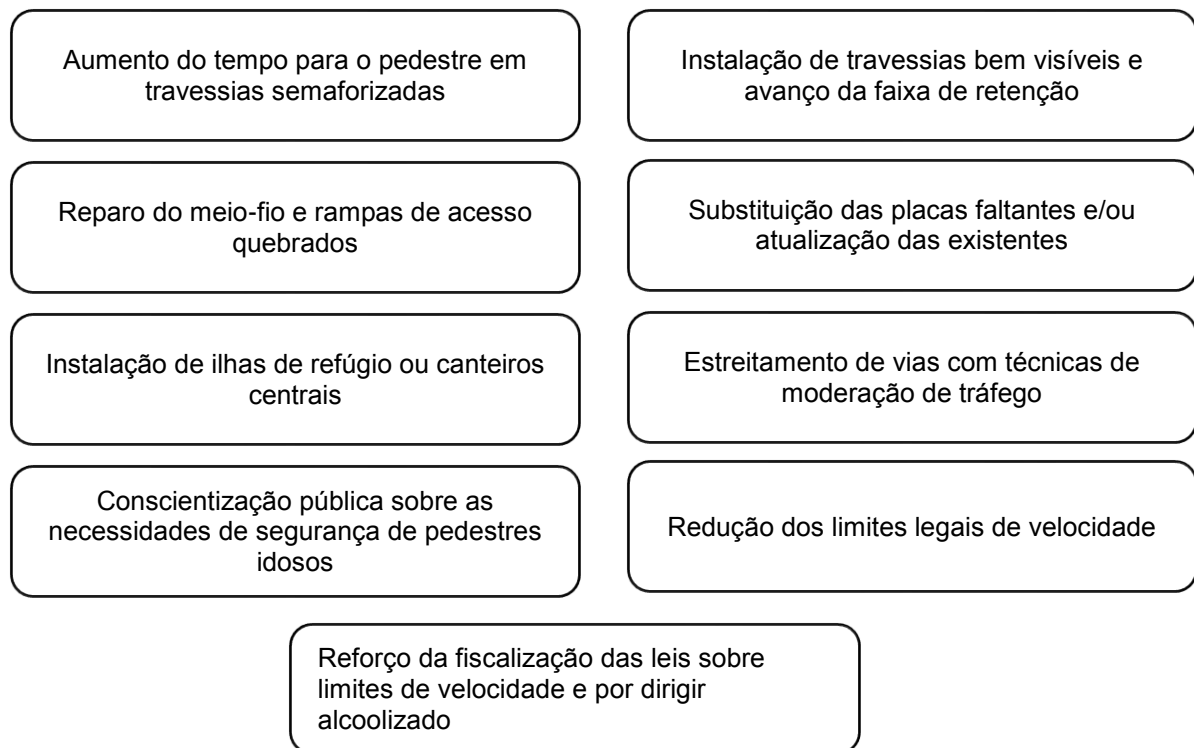 Aumento do tempo para o pedestre em
travessias semaforizadas
Instalação de travessias bem visíveis e
avanço da faixa de retenção
Reparo do meio-fio e rampas de acesso
quebrados
Substituição das placas faltantes e/ou
atualização das existentes
Instalação de ilhas de refúgio ou canteiros
centrais
Estreitamento de vias com técnicas de
moderação de tráfego
Conscientização pública sobre as
necessidades de segurança de pedestres
idosos
Redução dos limites legais de velocidade
Reforço da fiscalização das leis sobre
limites de velocidade e por dirigir
alcoolizado